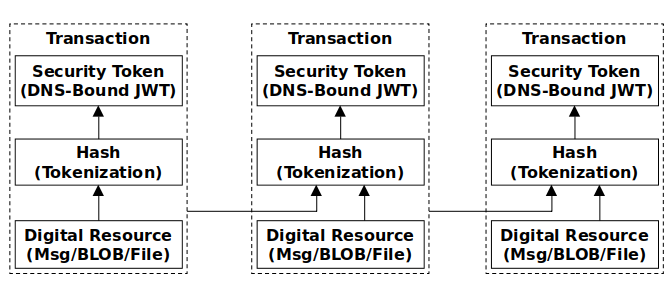 Transaction
Security Token
(DNS-Bound JWT)
Hash
(Tokenization)
Digital Resource
(Msg/BLOB/File)
Transaction
Security Token
(DNS-Bound JWT)
Hash
(Tokenization)
Digital Resource
(Msg/BLOB/File)
Transaction
Security Token
(DNS-Bound JWT)
Hash
(Tokenization)
Digital Resource
(Msg/BLOB/File)